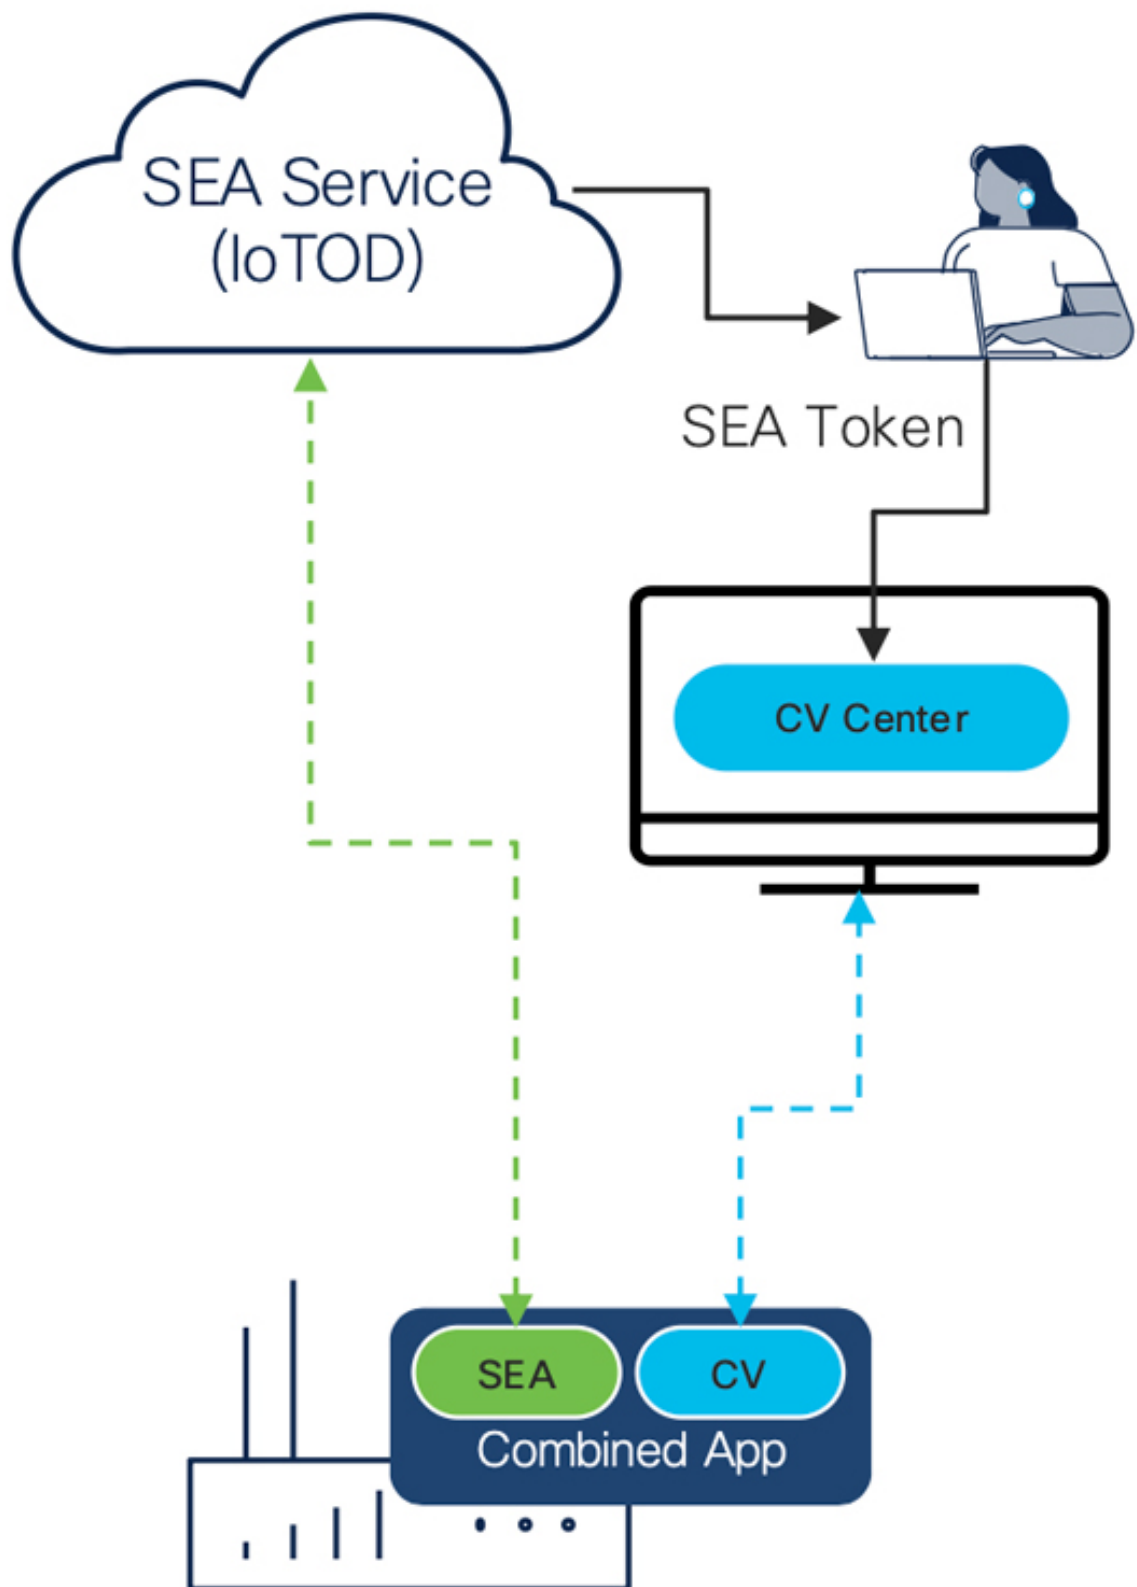 SEA Service
(IoTOD)
SEA Token
CV Center
SEA
CV
Combined App